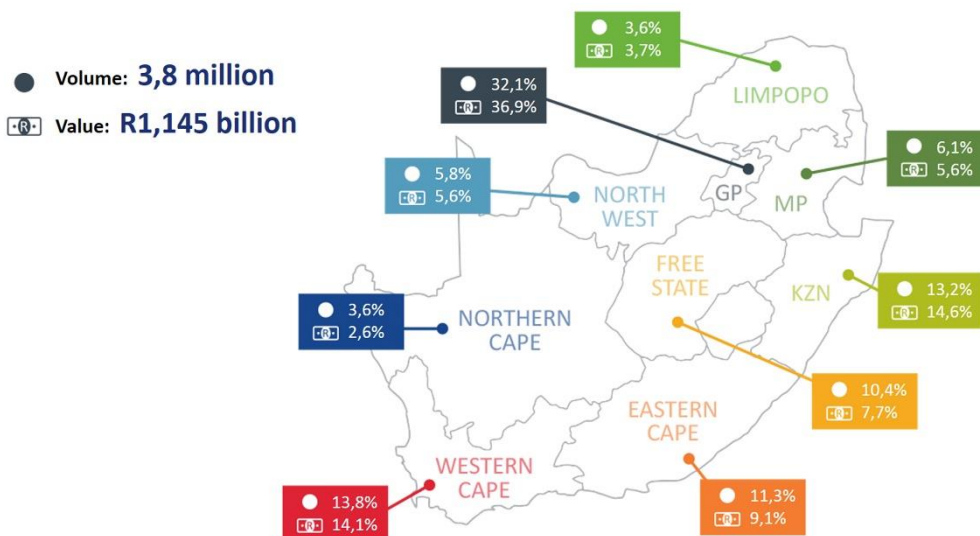 Volume: 3,8 million
Value: R1,145 billion
3,6%
R 3,7%
LIMPOPO
32,1%
R 36,9%
6,1%
R 5,6%
5,8%
R 5,6%
NORTH
WEST
GP
MP
FREE
STATE
KZN
13,2%
R 14,6%
3,6%
R 2,6%
NORTHERN
CAPE
10,4%
R 7,7%
EASTERN
CAPE
WESTERN
CAPE
13,8%
R 14,1%
11,3%
R 9,1%